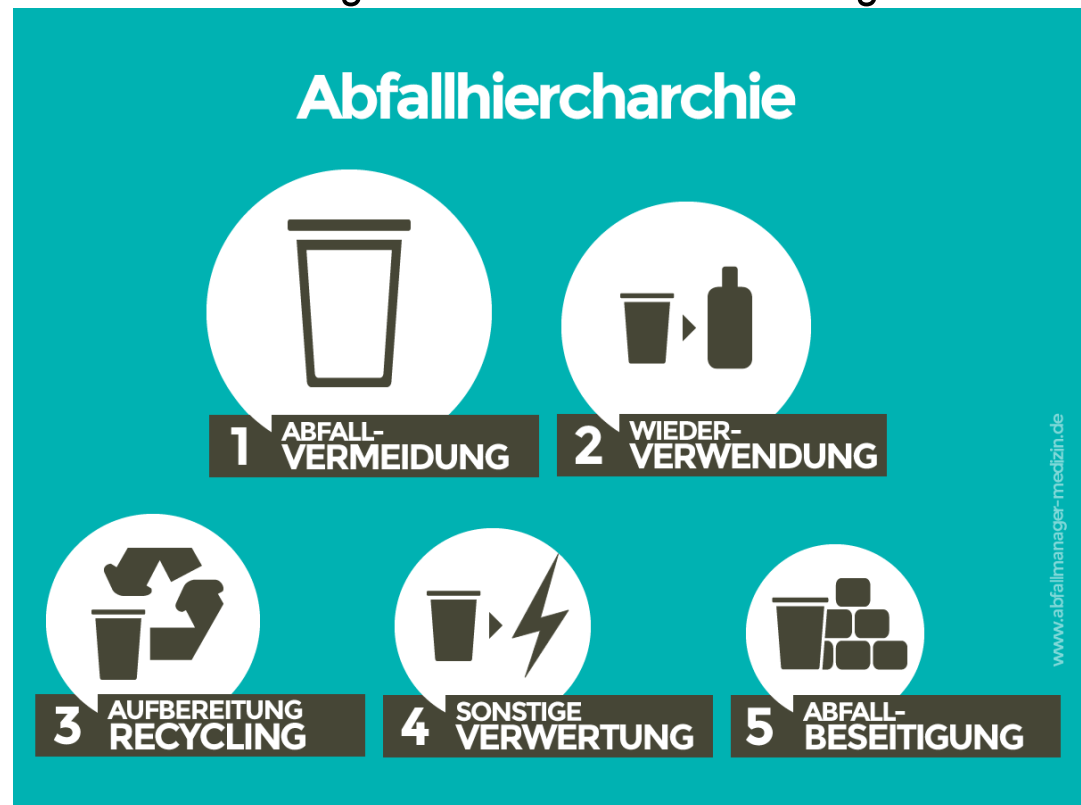 Abfallhiercharchie
1 ABFALL-
VERMEIDUNG
2 WIEDER-
VERWENDUNG
3 AUFBEREITUNG
RECYCLING
4 SONSTIGE
VERWERTUNG
5 ABFALL-
BESEITIGUNG
www.abfallmanager-medizin.de